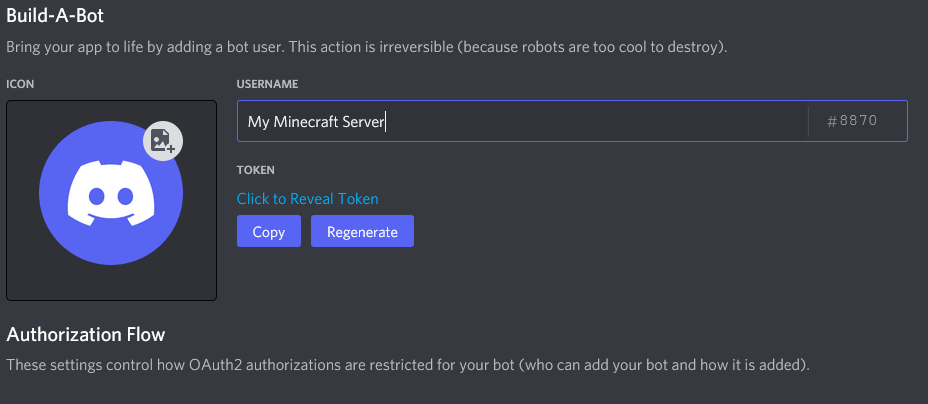 Build-A-Bot
Bring your app to life by adding a bot user. This action is irreversible (because robots are too cool to destroy).
ICON
USERNAME
My Minecraft Server
#8870
TOKEN
Click to Reveal Token
Copy
Regenerate
Authorization Flow
These settings control how OAuth2 authorizations are restricted for your bot (who can add your bot and how it is added).